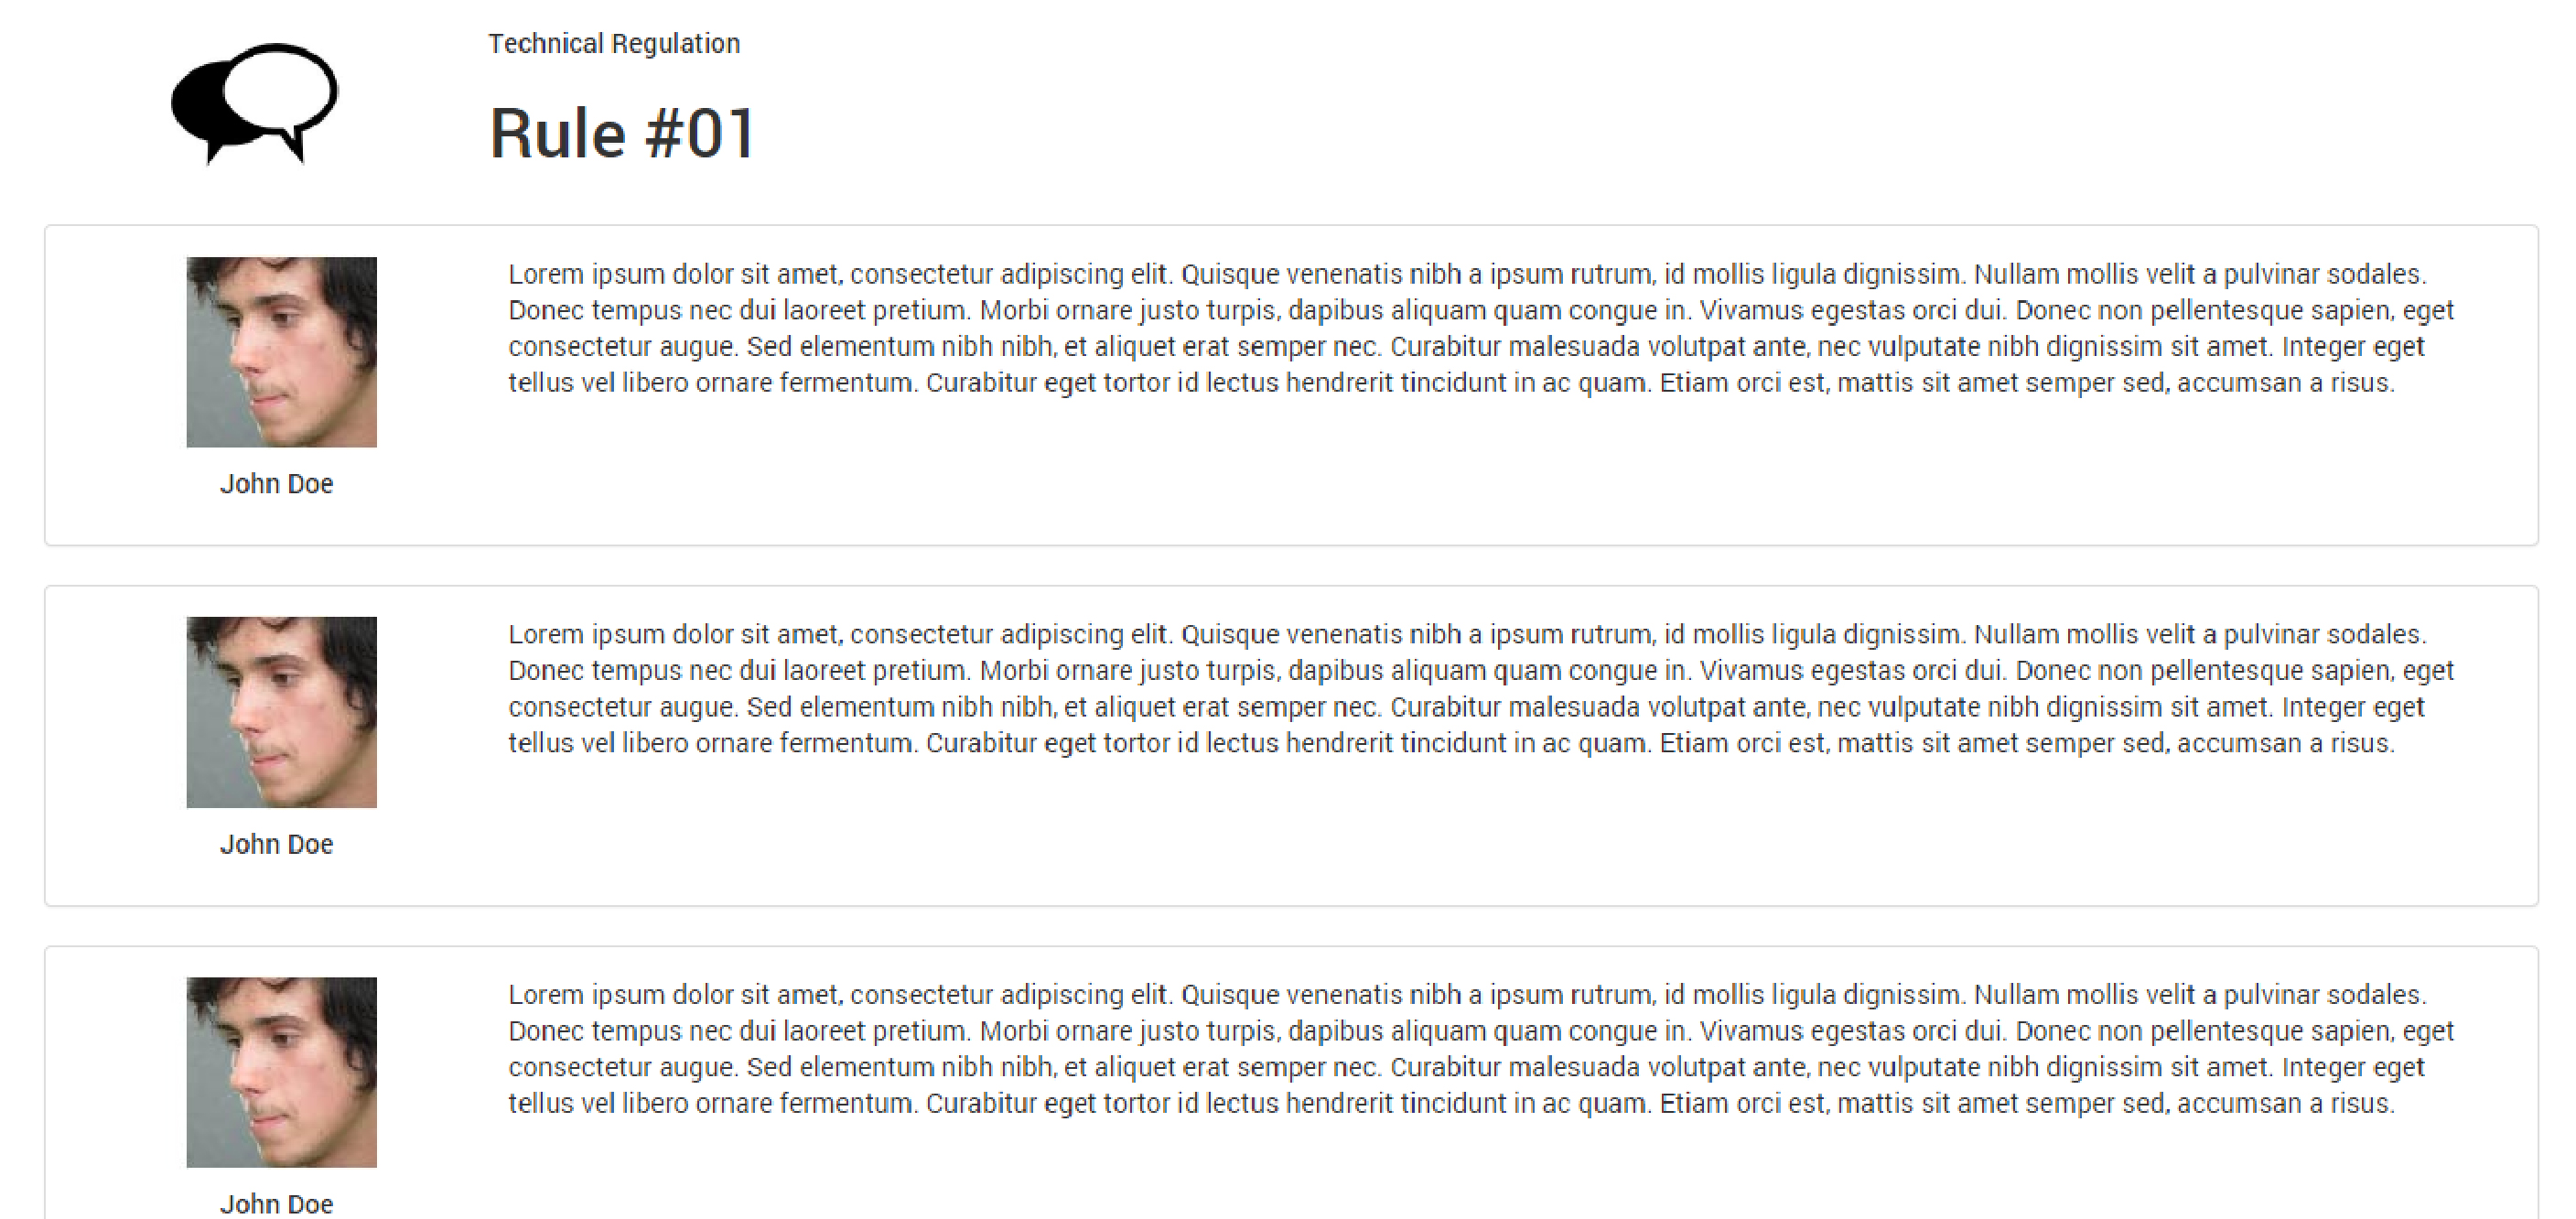 Technical Regulation
Rule #01
Lorem ipsum dolor sit amet, consectetur adipiscing elit. Quisque venenatis nibh a ipsum rutrum, id mollis ligula dignissim. Nullam mollis velit a pulvinar sodales.
Donec tempus nec dui laoreet pretium. Morbi ornare justo turpis, dapibus aliquam quam congue in. Vivamus egestas orci dui. Donec non pellentesque sapien, eget
consectetur augue. Sed elementum nibh nibh, et aliquet erat semper nec. Curabitur malesuada volutpat ante, nec vulputate nibh dignissim sit amet. Integer eget
tellus vel libero ornare fermentum. Curabitur eget tortor id lectus hendrerit tincidunt in ac quam. Etiam orci est, mattis sit amet semper sed, accumsan a risus.
John Doe
Lorem ipsum dolor sit amet, consectetur adipiscing elit. Quisque venenatis nibh a ipsum rutrum, id mollis ligula dignissim. Nullam mollis velit a pulvinar sodales.
Donec tempus nec dui laoreet pretium. Morbi ornare justo turpis, dapibus aliquam quam congue in. Vivamus egestas orci dui. Donec non pellentesque sapien, eget
consectetur augue. Sed elementum nibh nibh, et aliquet erat semper nec. Curabitur malesuada volutpat ante, nec vulputate nibh dignissim sit amet. Integer eget
tellus vel libero ornare fermentum. Curabitur eget tortor id lectus hendrerit tincidunt in ac quam. Etiam orci est, mattis sit amet semper sed, accumsan a risus.
John Doe
Lorem ipsum dolor sit amet, consectetur adipiscing elit. Quisque venenatis nibh a ipsum rutrum, id mollis ligula dignissim. Nullam mollis velit a pulvinar sodales.
Donec tempus nec dui laoreet pretium. Morbi ornare justo turpis, dapibus aliquam quam congue in. Vivamus egestas orci dui. Donec non pellentesque sapien, eget
consectetur augue. Sed elementum nibh nibh, et aliquet erat semper nec. Curabitur malesuada volutpat ante, nec vulputate nibh dignissim sit amet. Integer eget
tellus vel libero ornare fermentum. Curabitur eget tortor id lectus hendrerit tincidunt in ac quam. Etiam orci est, mattis sit amet semper sed, accumsan a risus.
John Doe